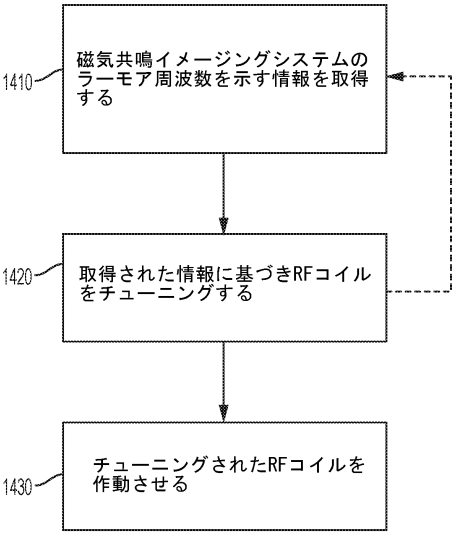 磁気共鳴イメージングシステムの
ラーモア周波数を示す情報を取得
する
1410
取得された情報に基づきRFコイル
をチューニングする
1420
チューニングされたRFコイルを
作動させる
1430